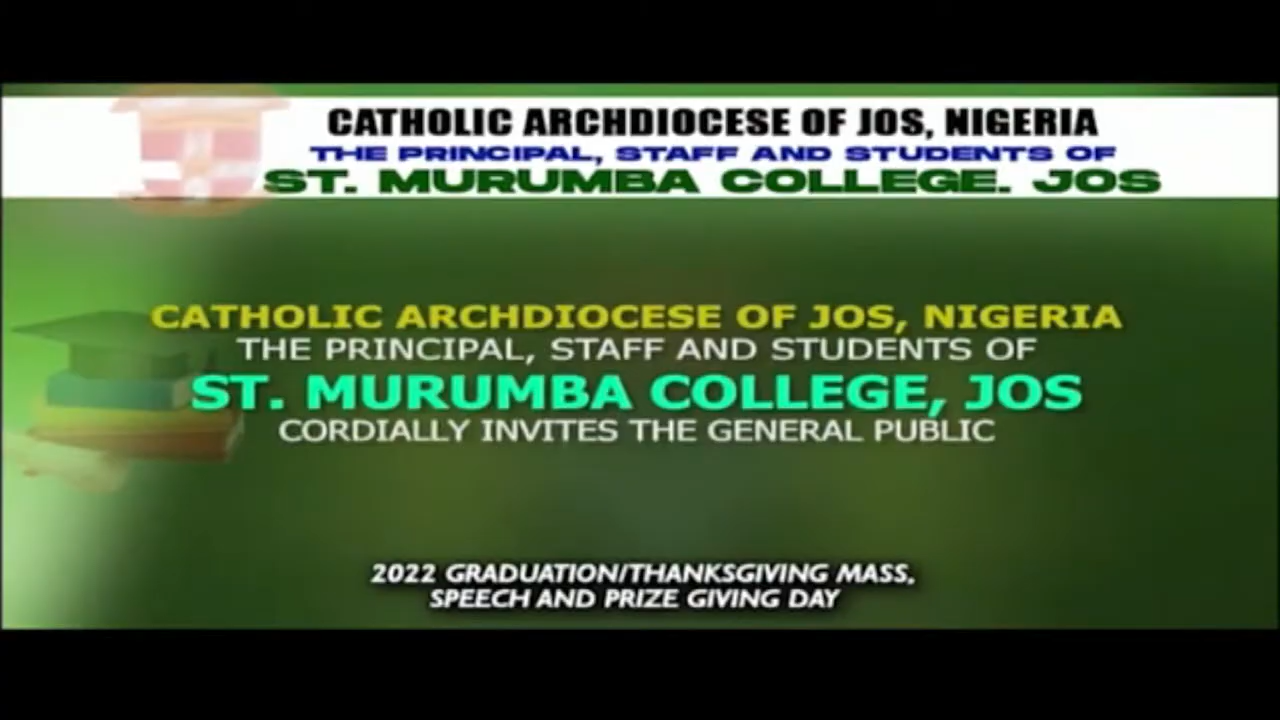 CATHOLIC ARCHDIOCESE OF JOS, NIGERIA
THE PRINCIPAL, STAFF AND STUDENTS OF
ST. MURUMBA COLLEGE. JOS
CATHOLIC ARCHDIOCESE OF JOS, NIGERIA
THE PRINCIPAL, STAFF AND STUDENTS OF
ST. MURUMBA COLLEGE, JOS
CORDIALLY INVITES THE GENERAL PUBLIC
2022 GRADUATION/THANKSGIVING MASS,
SPEECH AND PRIZE GIVING DAY